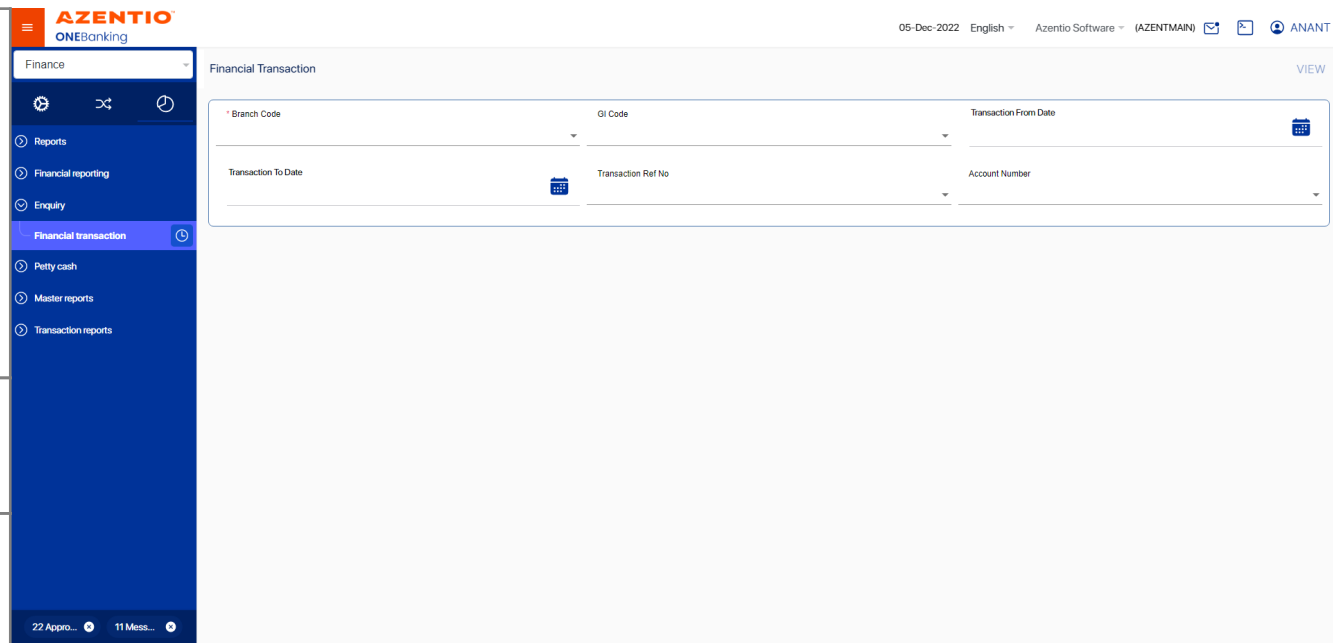 AZENTIO
ONEBanking
05-Dec-2022 English Azentio Software (AZENTMAIN) ANANT
Finance
Financial Transaction
VIEW
* Branch Code
GI Code
Transaction From Date
Transaction To Date
Transaction Ref No
Account Number
Reports
Financial reporting
Enquiry
Financial transaction
Petty cash
Master reports
Transaction reports
22 Appro... 11 Mess...